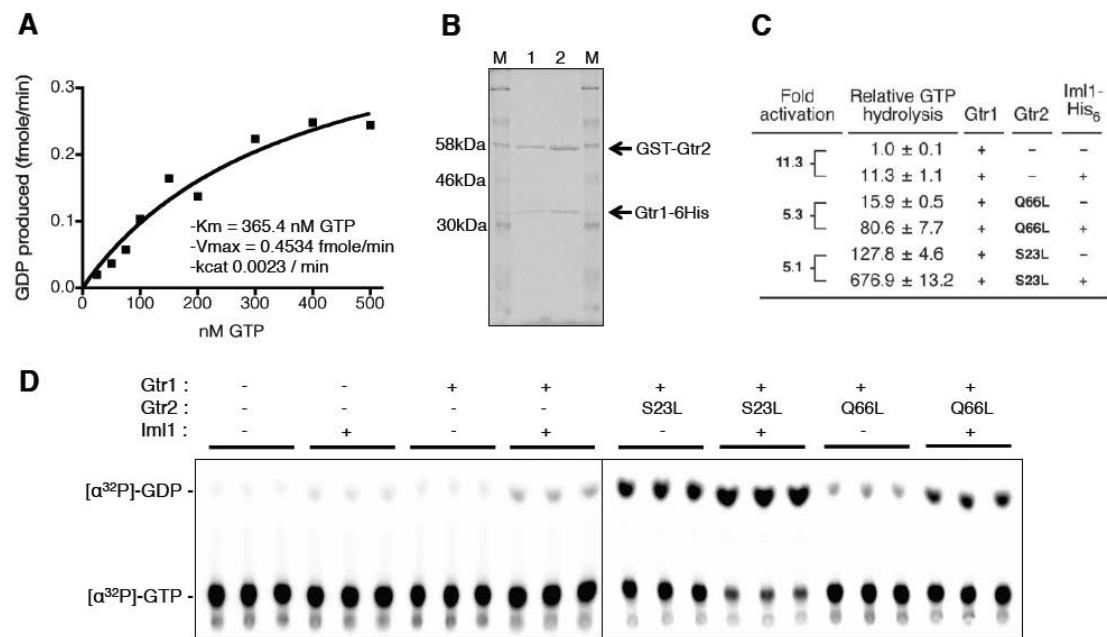 A
0.3
0.2
0.1
0.0
GDP produced (fmole/min)
-Km = 365.4 nM GTP
-Vmax = 0.4534 fmole/min
-kcat 0.0023 / min
0 100 200 300 400 500
nM GTP
B
M 1 2 M
58kDa
46kDa
30kDa
GST-Gtr2
Gtr1-6His
C
Fold activation Relative GTP hydrolysis Gtr1 Gtr2 Iml1-His6
11.3
1.0 ± 0.1 + - -
11.3 ± 1.1 + - +
5.3
15.9 ± 0.5 + Q66L -
80.6 ± 7.7 + Q66L +
5.1
127.8 ± 4.6 + S23L -
676.9 ± 13.2 + S23L +
D
Gtr1 : - - + + + + + +
Gtr2 : - - - - S23L S23L Q66L Q66L
Iml1 : - + - + - + - +
[α32P]-GDP -
[α32P]-GTP -